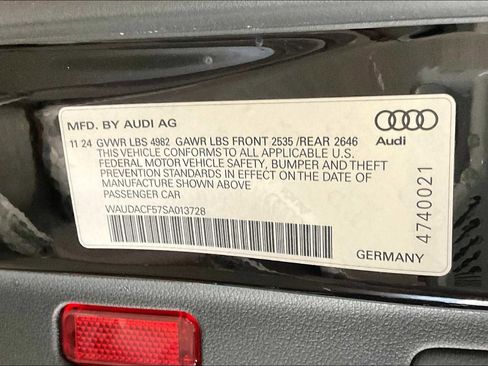 MFD. BY AUDI AG
11 24 GVWR LBS 4982 GAWR LBS FRONT 2535 /REAR 2646
THIS VEHICLE CONFORMS TO ALL APPLICABLE U.S.
FEDERAL MOTOR VEHICLE SAFETY, BUMPER AND THEFT
PREVENTION STANDARDS IN EFFECT ON THE DATE OF
MANUFACTURE SHOWN ABOVE
PASSENGER CAR
WAUDACF57SA013728
Audi
4740021
GERMANY